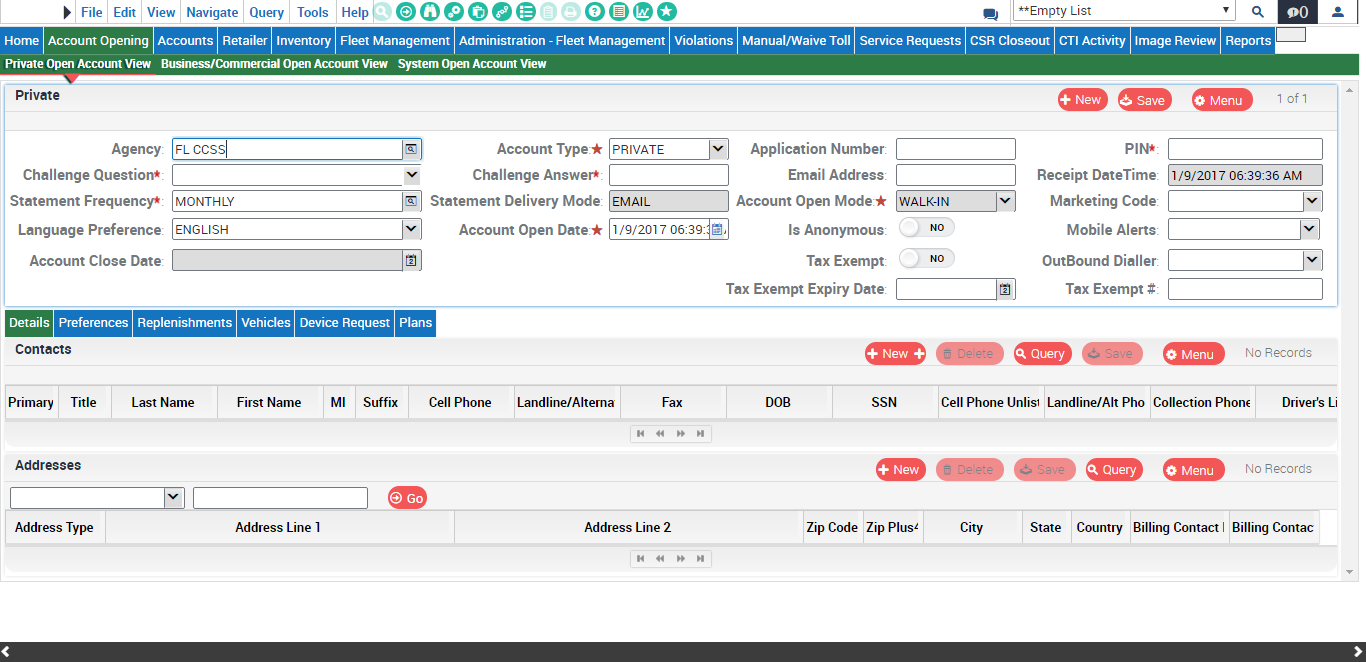 File Edit View Navigate Query Tools Help **Empty List 0
Home Account Opening Accounts Retailer Inventory Fleet Management Administration - Fleet Management Violations Manual/Waive Toll Service Requests CSR Closeout CTI Activity Image Review Reports
Private Open Account View Business/Commercial Open Account View System Open Account View
Private New Save Menu 1 of 1
Agency: FL CCSS Account Type★: PRIVATE Application Number: PIN*:
Challenge Question*: Challenge Answer*: Email Address: Receipt DateTime: 1/9/2017 06:39:36 AM
Statement Frequency*: MONTHLY Statement Delivery Mode: EMAIL Account Open Mode★: WALK-IN Marketing Code:
Language Preference: ENGLISH Account Open Date★: 1/9/2017 06:39:3 Is Anonymous: NO Mobile Alerts:
Account Close Date: Tax Exempt: NO OutBound Dialler:
Tax Exempt Expiry Date: Tax Exempt #:
Details Preferences Replenishments Vehicles Device Request Plans
Contacts New Delete Query Save Menu No Records
Primary Title Last Name First Name MI Suffix Cell Phone Landline/Alterna Fax DOB SSN Cell Phone Unlist Landline/Alt Pho Collection Phone Driver's Li
Addresses New Delete Save Query Menu No Records
Go
Address Type Address Line 1 Address Line 2 Zip Code Zip Plus4 City State Country Billing Contact Billing Contac